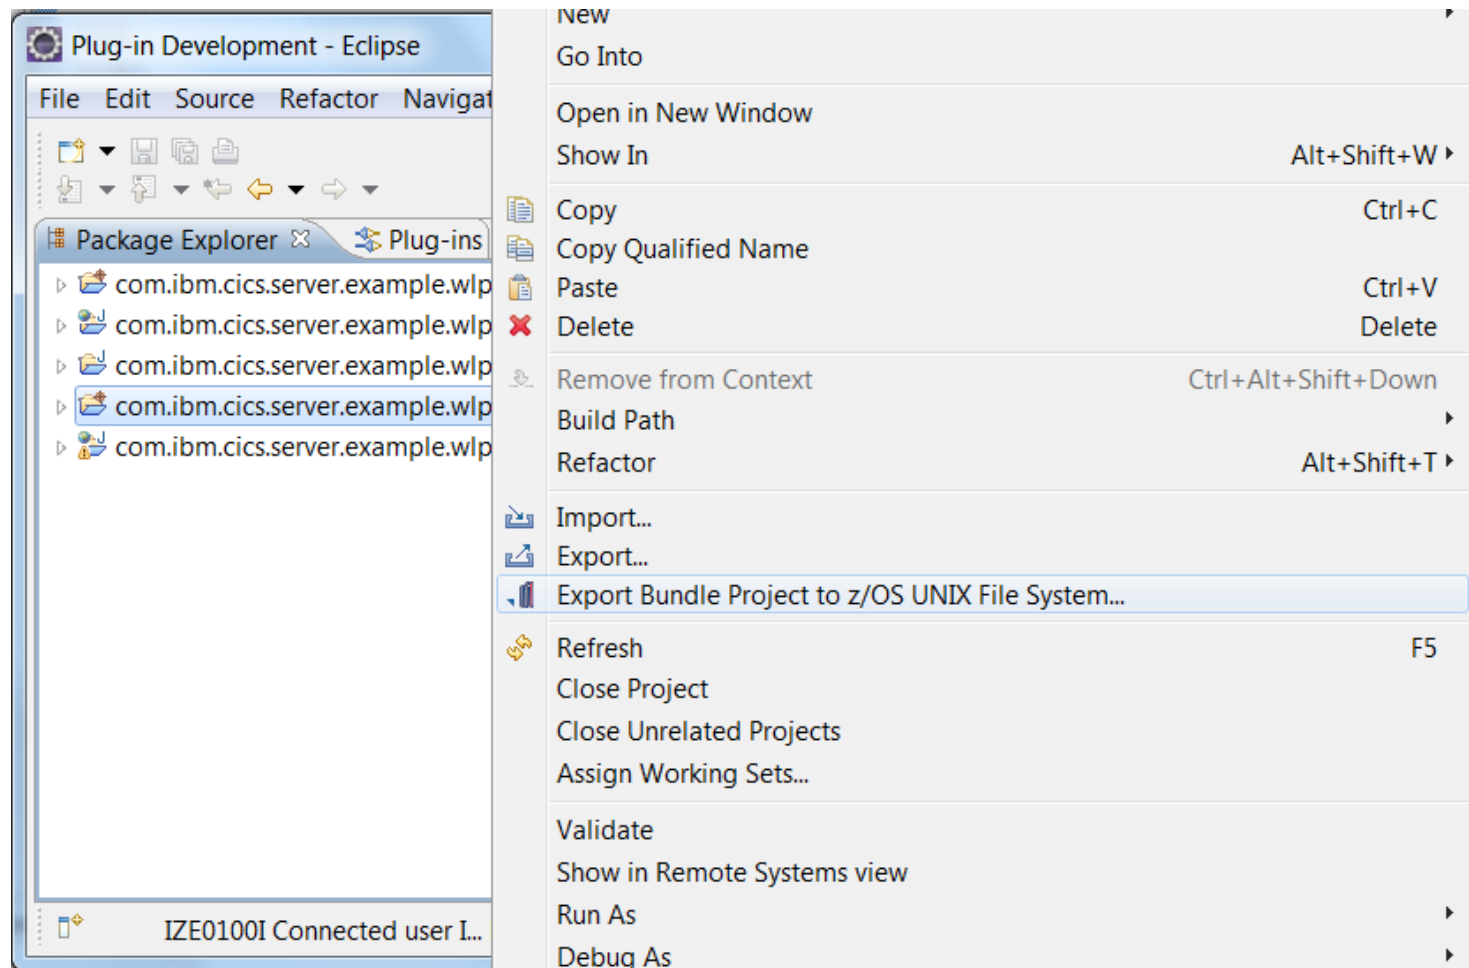 Plug-in Development - Eclipse
File Edit Source Refactor Navigat
Package Explorer Plug-ins
com.ibm.cics.server.example.wlp
com.ibm.cics.server.example.wlp
com.ibm.cics.server.example.wlp
com.ibm.cics.server.example.wlp
com.ibm.cics.server.example.wlp
IZE0100I Connected user I...
New
Go Into
Open in New Window
Show In Alt+Shift+W
Copy Ctrl+C
Copy Qualified Name
Paste Ctrl+V
Delete Delete
Remove from Context Ctrl+Alt+Shift+Down
Build Path
Refactor Alt+Shift+T
Import...
Export...
Export Bundle Project to z/OS UNIX File System...
Refresh F5
Close Project
Close Unrelated Projects
Assign Working Sets...
Validate
Show in Remote Systems view
Run As
Debug As